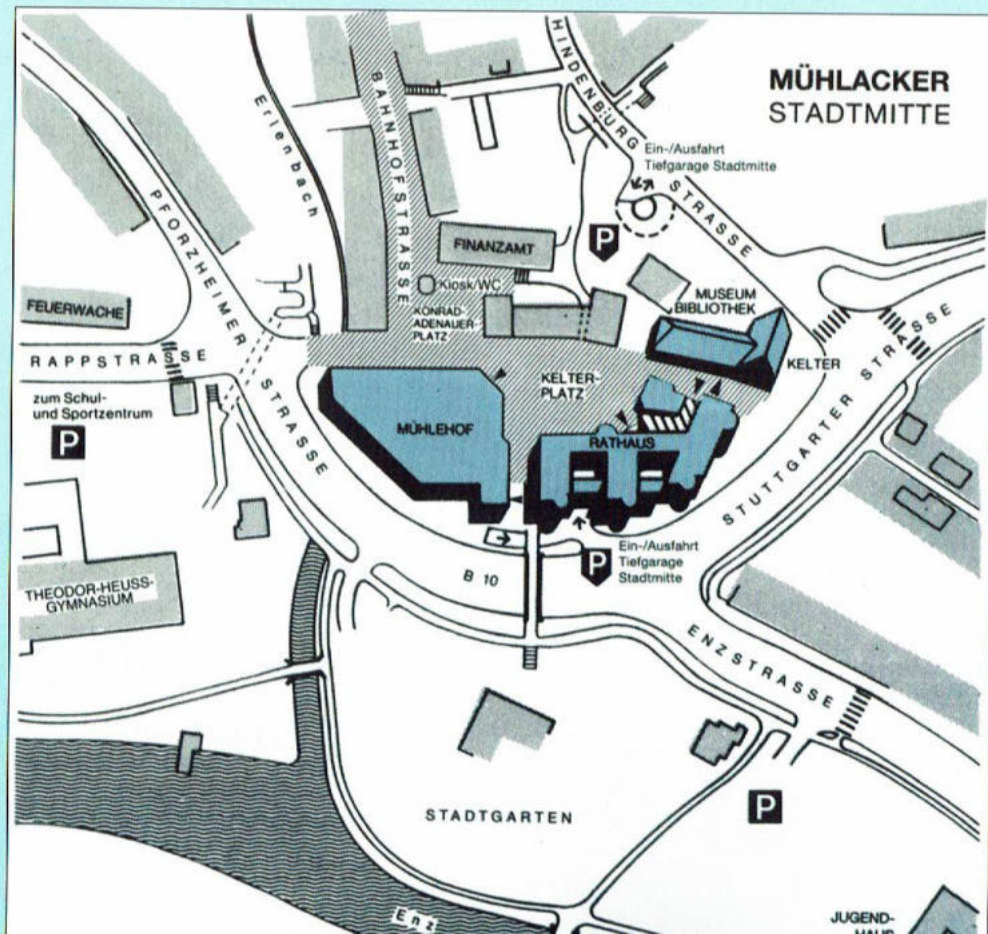 MÜHLACKER
STADTMITTE
HINDENBURG
STRASSE
Ein-/Ausfahrt
Tiefgarage Stadtmitte
P
BAHNHOFSTRASSE
Erlenbach
PFORZHEIMER
STRASSE
FINANZAMT
Kiosk/WC
KONRAD-
ADENAUER-
PLATZ
MUSEUM
BIBLIOTHEK
KELTER
FEUERWACHE
RAPPSTRASSE
zum Schul-
und Sportzentrum
P
KELTER-
PLATZ
MÜHLEHOF
RATHAUS
STUTTGARTER STRASSE
Ein-/Ausfahrt
Tiefgarage
Stadtmitte
P
B 10
THEODOR-HEUSS-
GYMNASIUM
ENZSTRASSE
STADTGARTEN
P
Enz
JUGEND-
HAUS